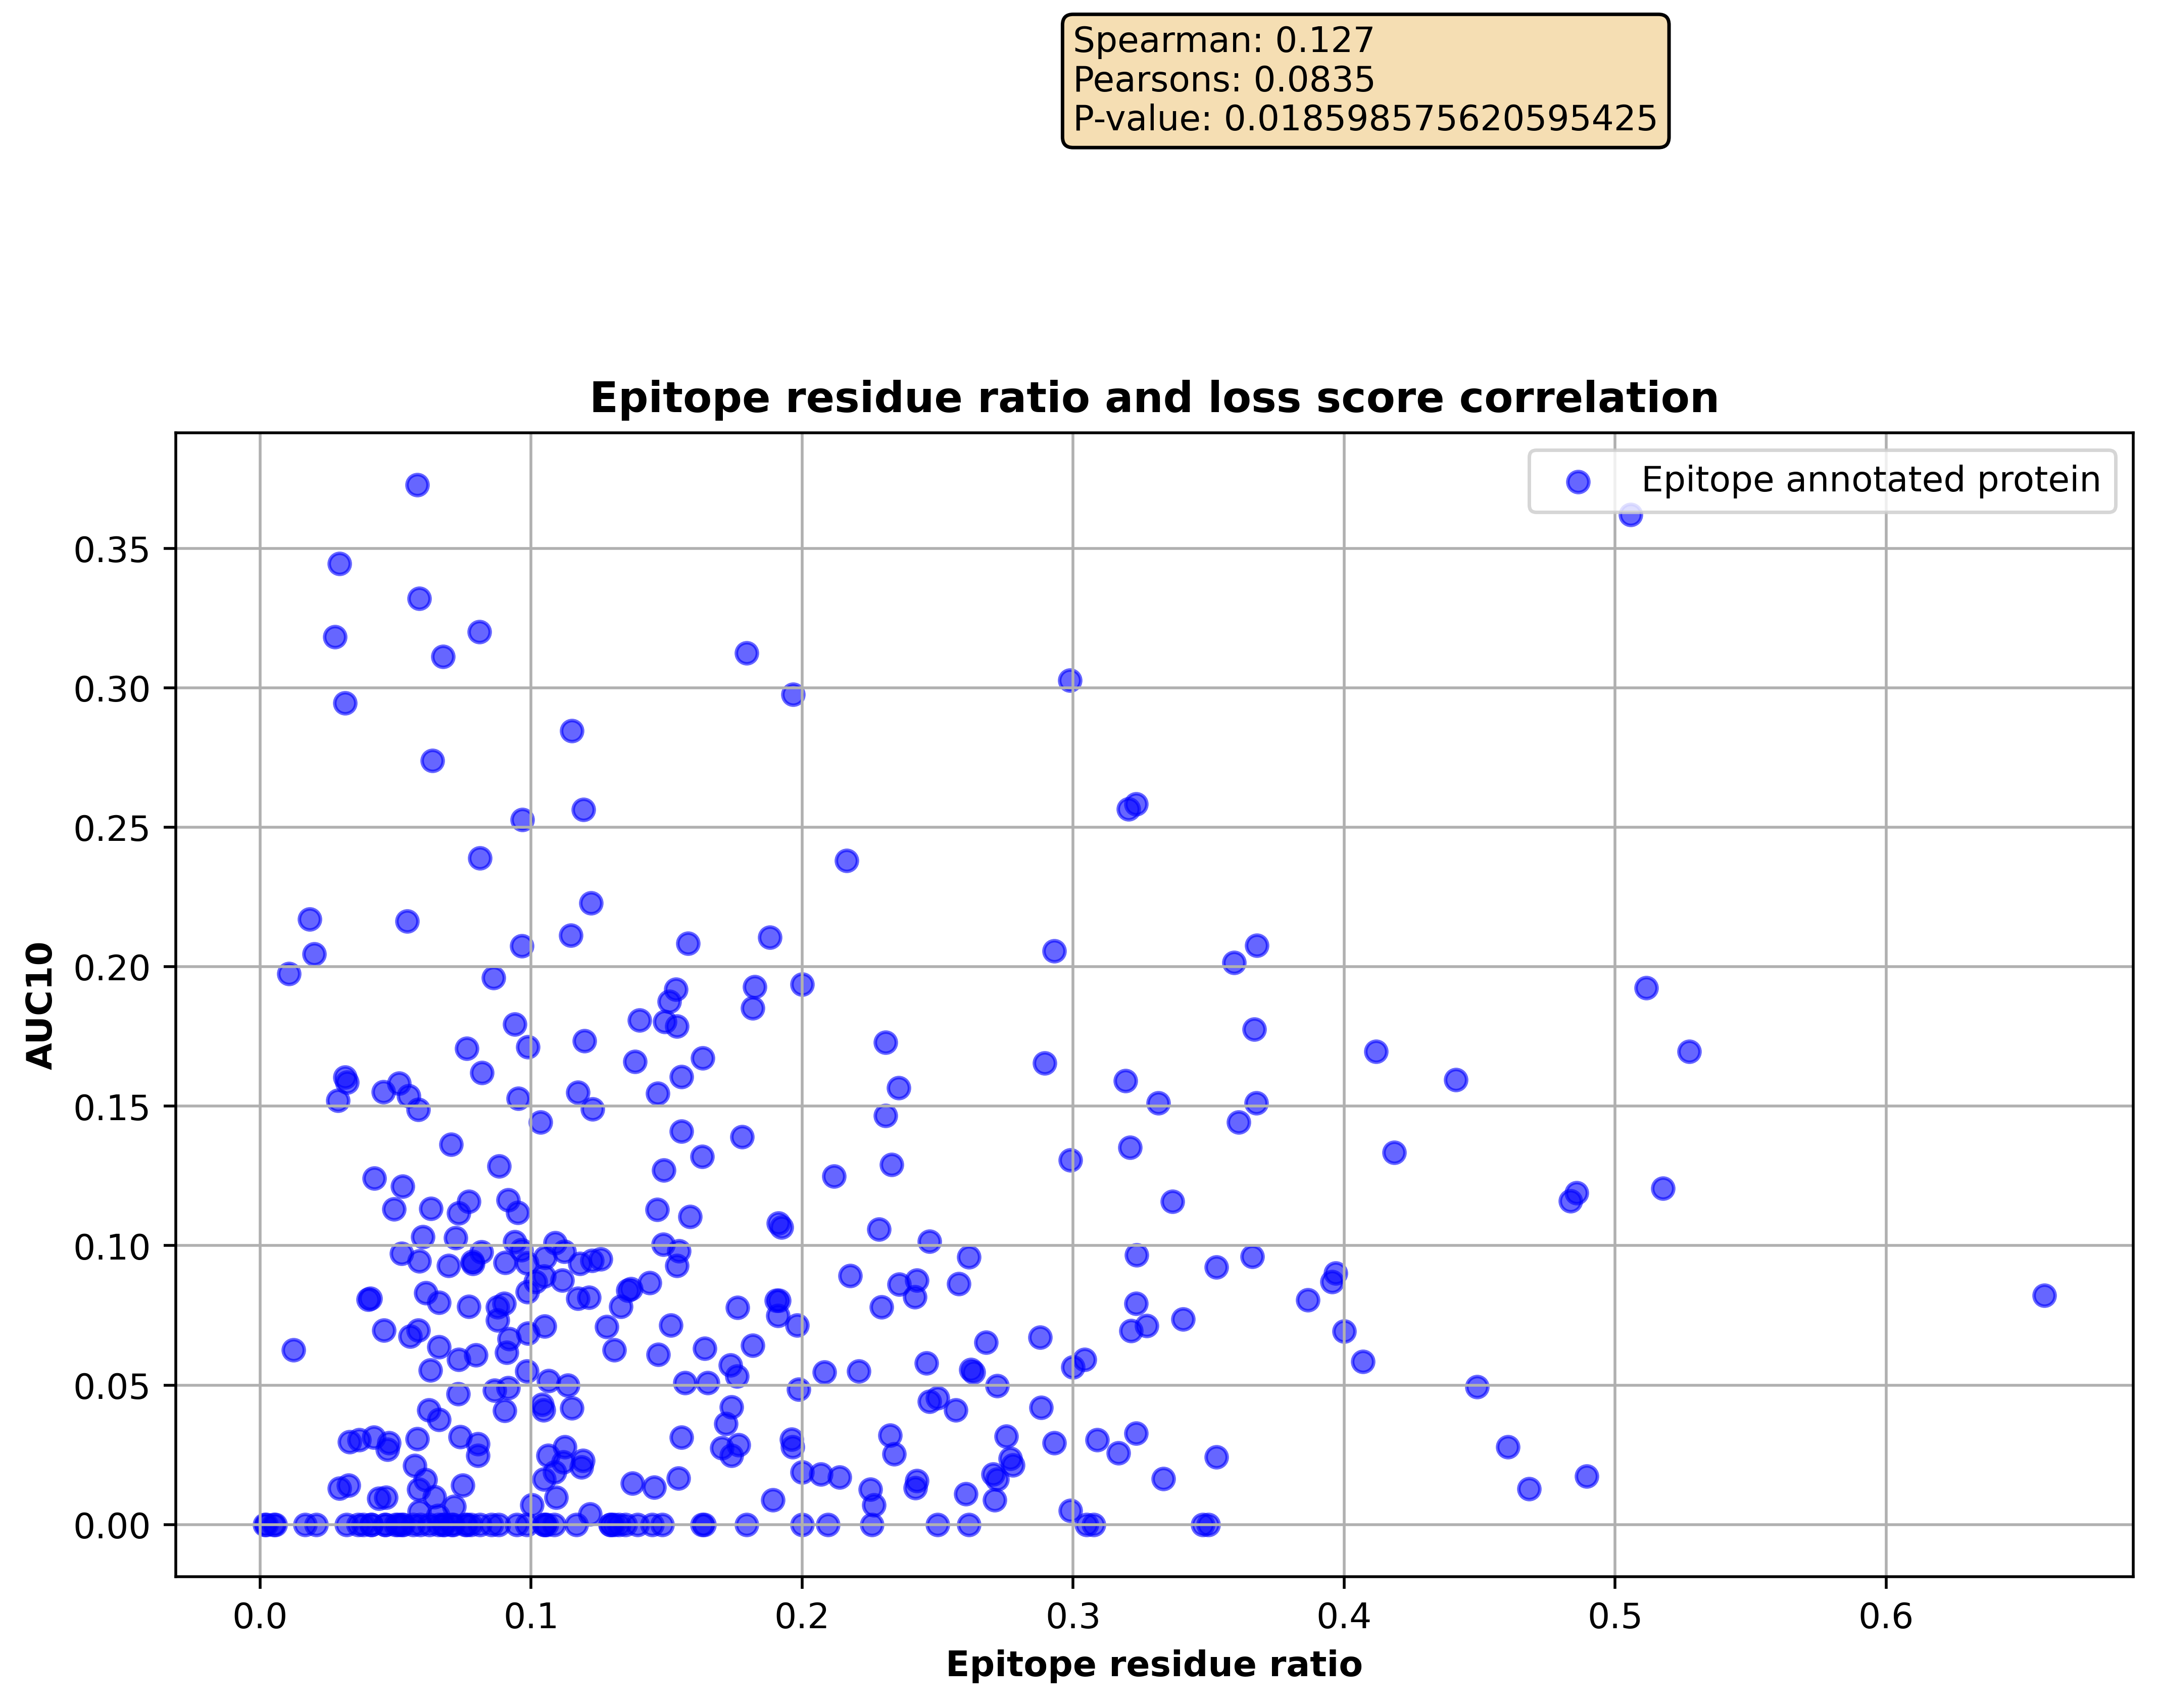 Spearman: 0.127
Pearsons: 0.0835
P-value: 0.018598575620595425
Epitope residue ratio and loss score correlation
Epitope annotated protein
0.35
0.30
0.25
0.20
0.15
0.10
0.05
0.00
AUC10
0.0 0.1 0.2 0.3 0.4 0.5 0.6
Epitope residue ratio